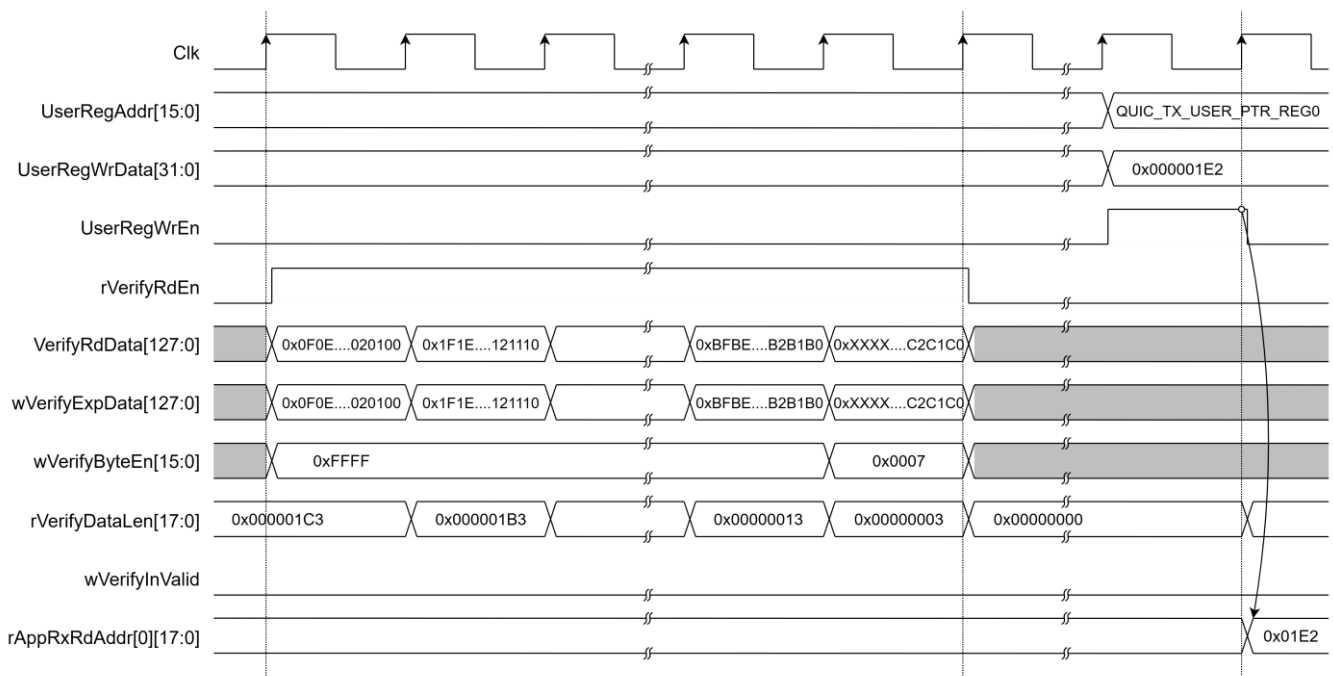 Clk
UserRegAddr[15:0] QUIC_TX_USER_PTR_REG0
UserRegWrData[31:0] 0x000001E2
UserRegWrEn
rVerifyRdEn
VerifyRdData[127:0] 0x0F0E....020100 0x1F1E....121110 0xBFBE....B2B1B0 0xXXXX....C2C1C0
wVerifyExpData[127:0] 0x0F0E....020100 0x1F1E....121110 0xBFBE....B2B1B0 0xXXXX....C2C1C0
wVerifyByteEn[15:0] 0xFFFF 0x0007
rVerifyDataLen[17:0] 0x000001C3 0x000001B3 0x00000013 0x00000003 0x00000000
wVerifyInValid
rAppRxRdAddr[0][17:0] 0x01E2